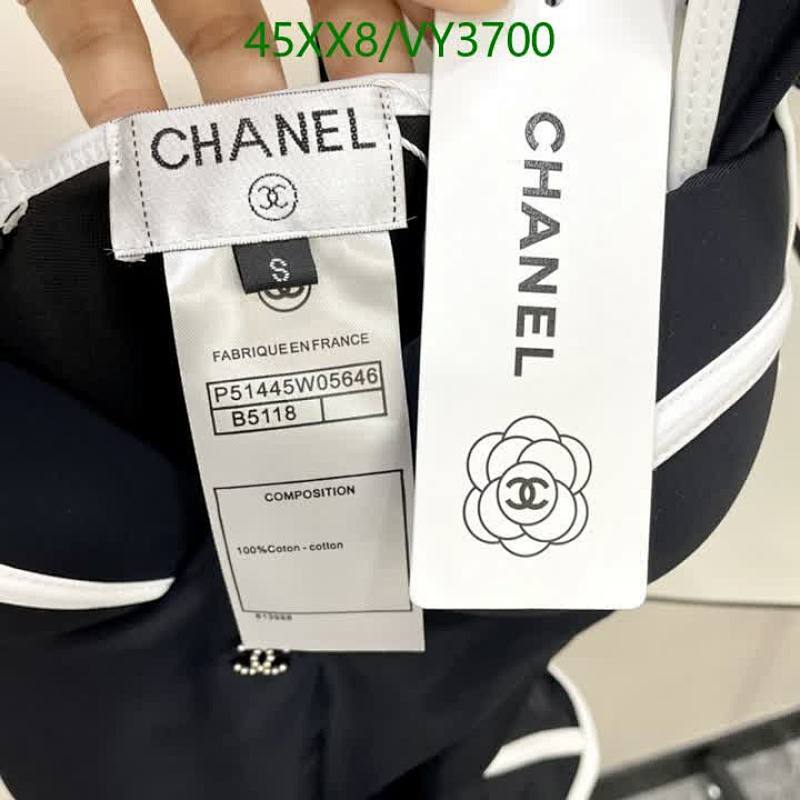 45XX8/VY3700
CHANEL
S
FABRIQUE EN FRANCE
P51445W05646
B5118
COMPOSITION
100%Coton - cotton
CHANEL